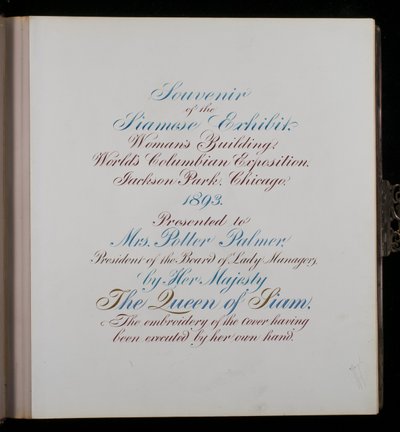 Souvenir
of the
Siamese Exhibit,
Womans Building,
World's Columbian Exposition,
Jackson Park, Chicago,
1893.
Presented to
Mrs. Potter Palmer,
President of the Board of Lady Managers,
by Her Majesty
The Queen of Siam.
The embroidery of the cover having
been executed by her own hand.